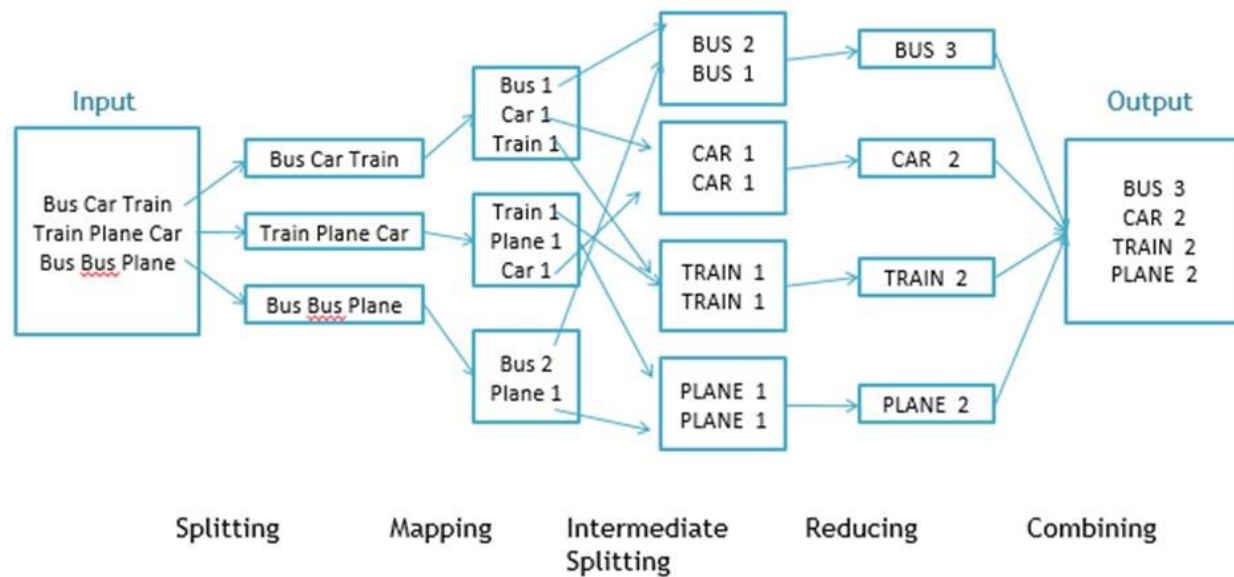 Input
Bus Car Train
Train Plane Car
Bus Bus Plane
Bus Car Train
Train Plane Car
Bus Bus Plane
Bus 1
Car 1
Train 1
Train 1
Plane 1
Car 1
Bus 2
Plane 1
BUS 2
BUS 1
CAR 1
CAR 1
TRAIN 1
TRAIN 1
PLANE 1
PLANE 1
BUS 3
CAR 2
TRAIN 2
PLANE 2
Output
BUS 3
CAR 2
TRAIN 2
PLANE 2
Splitting
Mapping
Intermediate
Splitting
Reducing
Combining